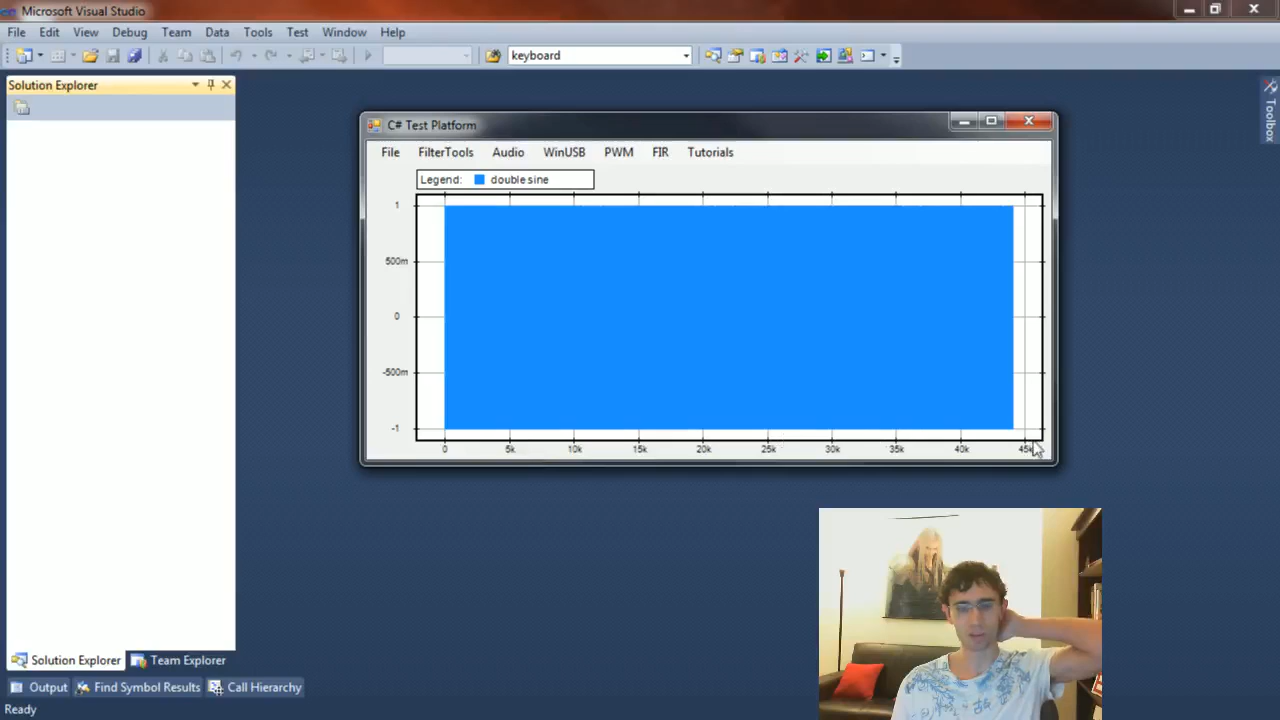 Microsoft Visual Studio
File Edit View Debug Team Data Tools Test Window Help
keyboard
Solution Explorer
Toolbox
C# Test Platform
File FilterTools Audio WinUSB PWM FIR Tutorials
Legend: double sine
1
500m
0
-500m
-1
0 5k 10k 15k 20k 25k 30k 35k 40k 45k
Solution Explorer Team Explorer
Output Find Symbol Results Call Hierarchy
Ready